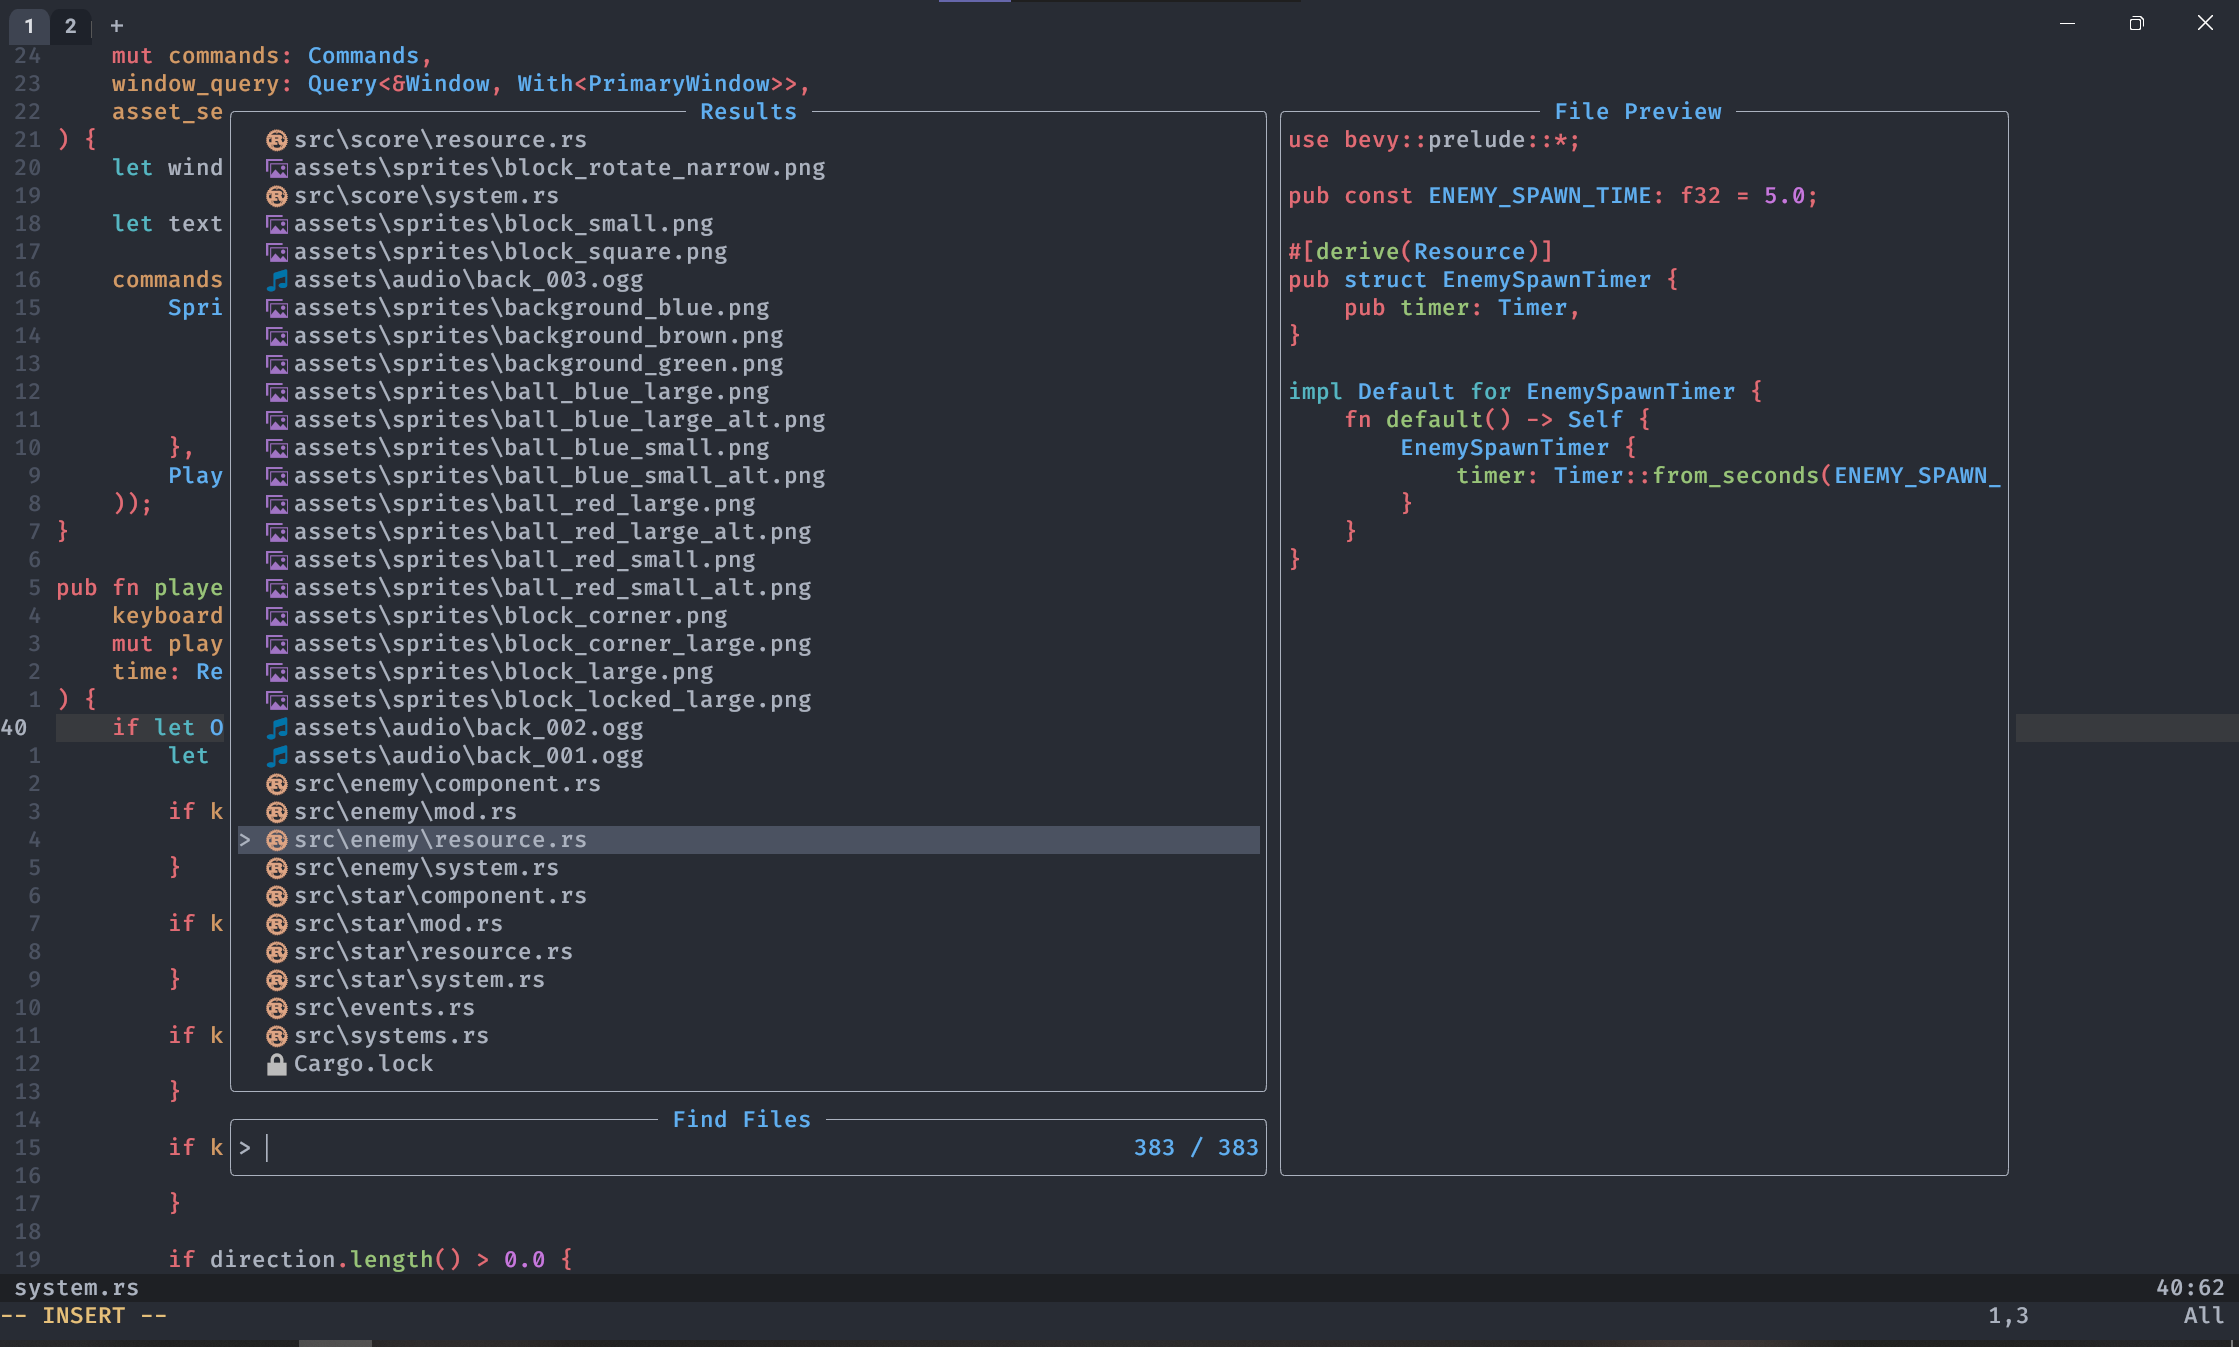 1 2 +
24 mut commands: Commands,
23 window_query: Query<&Window, With<PrimaryWindow>>,
22 asset_se
21 ) {
20 let wind
19
18 let text
17
16 commands
15 Spri
14
13
12
11
10 },
9 Play
8 ));
7 }
6
5 pub fn playe
4 keyboard
3 mut play
2 time: Re
1 ) {
40 if let O
1 let
2
3 if k
4
5 }
6
7 if k
8
9 }
10
11 if k
12
13 }
14
15 if k
16
17 }
18
19 if direction.length() > 0.0 {
Results
src\score\resource.rs
assets\sprites\block_rotate_narrow.png
src\score\system.rs
assets\sprites\block_small.png
assets\sprites\block_square.png
assets\audio\back_003.ogg
assets\sprites\background_blue.png
assets\sprites\background_brown.png
assets\sprites\background_green.png
assets\sprites\ball_blue_large.png
assets\sprites\ball_blue_large_alt.png
assets\sprites\ball_blue_small.png
assets\sprites\ball_blue_small_alt.png
assets\sprites\ball_red_large.png
assets\sprites\ball_red_large_alt.png
assets\sprites\ball_red_small.png
assets\sprites\ball_red_small_alt.png
assets\sprites\block_corner.png
assets\sprites\block_corner_large.png
assets\sprites\block_large.png
assets\sprites\block_locked_large.png
assets\audio\back_002.ogg
assets\audio\back_001.ogg
src\enemy\component.rs
src\enemy\mod.rs
> src\enemy\resource.rs
src\enemy\system.rs
src\star\component.rs
src\star\mod.rs
src\star\resource.rs
src\star\system.rs
src\events.rs
src\systems.rs
Cargo.lock
Find Files
> 383 / 383
File Preview
use bevy::prelude::*;
pub const ENEMY_SPAWN_TIME: f32 = 5.0;
#[derive(Resource)]
pub struct EnemySpawnTimer {
pub timer: Timer,
}
impl Default for EnemySpawnTimer {
fn default() -> Self {
EnemySpawnTimer {
timer: Timer::from_seconds(ENEMY_SPAWN_
}
}
}
system.rs 40:62
-- INSERT -- 1,3 All